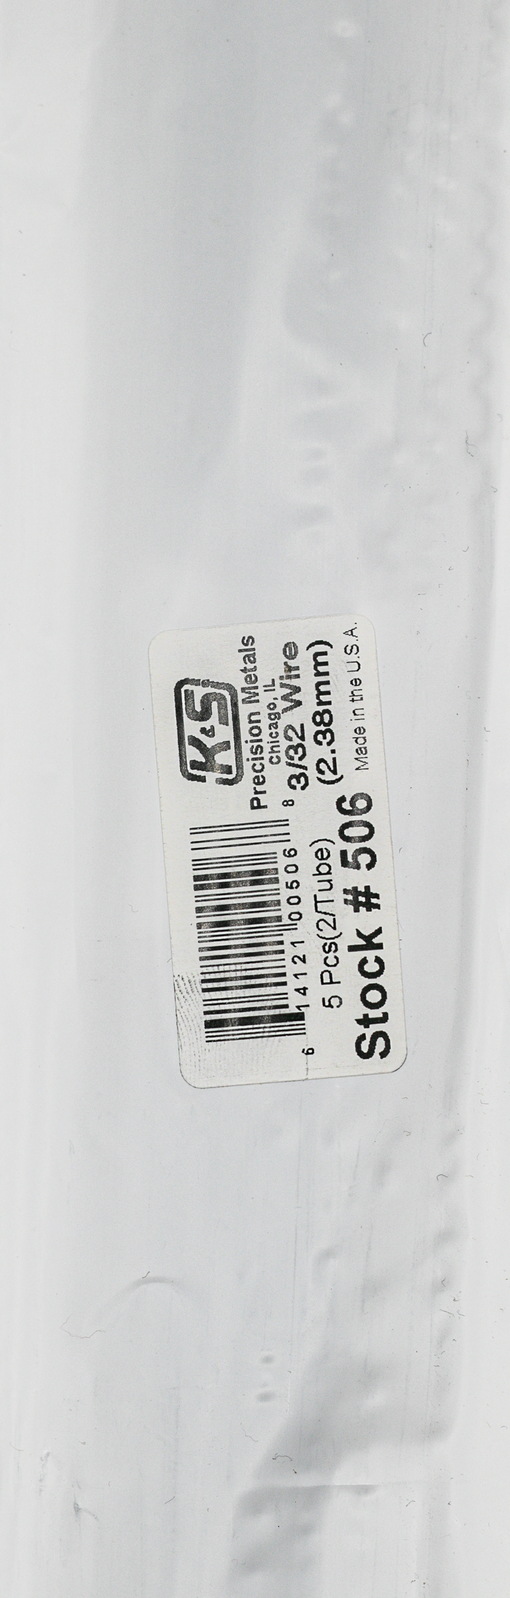 K&S
Precision Metals
Chicago, IL
3/32 Wire
(2.38mm)
Made in the U.S.A.
6 14121 00506 8
5 Pcs(2/Tube)
Stock # 506